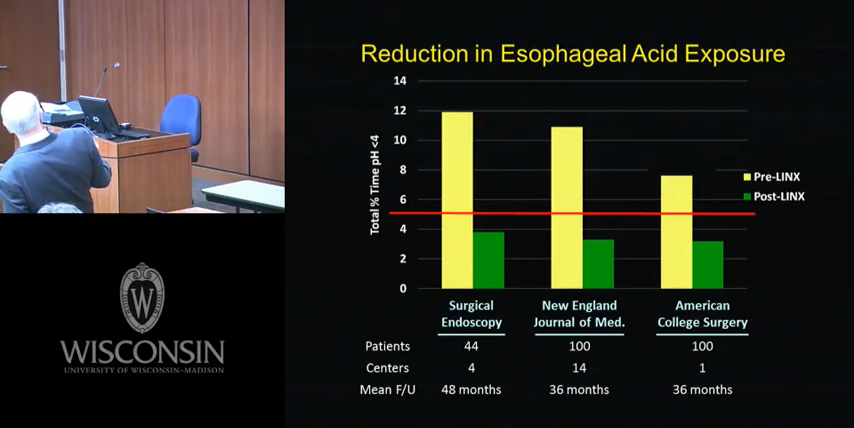 Reduction in Esophageal Acid Exposure
14
12
10
8
6
4
2
0
Total % Time pH <4
Pre-LINX
Post-LINX
Surgical
Endoscopy
New England
Journal of Med.
American
College Surgery
Patients 44 100 100
Centers 4 14 1
Mean F/U 48 months 36 months 36 months
W
WISCONSIN
UNIVERSITY OF WISCONSIN–MADISON